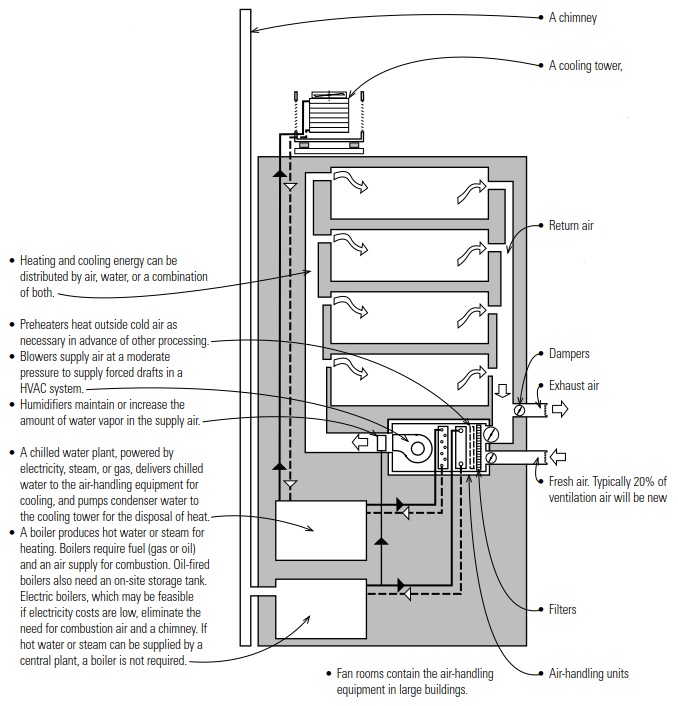 • A chimney
• A cooling tower,
• Return air
• Heating and cooling energy can be
distributed by air, water, or a combination
of both.
• Preheaters heat outside cold air as
necessary in advance of other processing.
• Blowers supply air at a moderate
pressure to supply forced drafts in a
HVAC system.
• Humidifiers maintain or increase the
amount of water vapor in the supply air.
• Dampers
• Exhaust air
• A chilled water plant, powered by
electricity, steam, or gas, delivers chilled
water to the air-handling equipment for
cooling, and pumps condenser water to
the cooling tower for the disposal of heat.
• Fresh air. Typically 20% of
ventilation air will be new
• A boiler produces hot water or steam for
heating. Boilers require fuel (gas or oil)
and an air supply for combustion. Oil-fired
boilers also need an on-site storage tank.
Electric boilers, which may be feasible
if electricity costs are low, eliminate the
need for combustion air and a chimney. If
hot water or steam can be supplied by a
central plant, a boiler is not required.
• Filters
• Fan rooms contain the air-handling
equipment in large buildings.
• Air-handling units